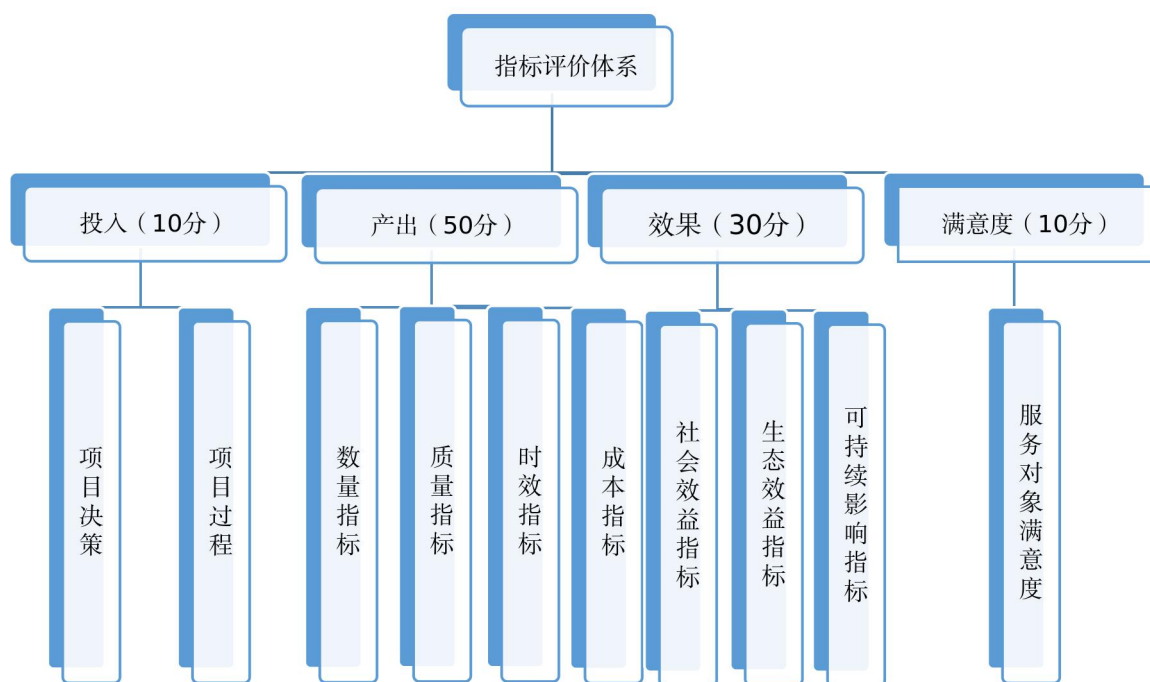 指标评价体系
投入（10分）
产出（50分）
效果（30分）
满意度（10分）
项目决策
项目过程
数量指标
质量指标
时效指标
成本指标
社会效益指标
生态效益指标
可持续影响指标
服务对象满意度